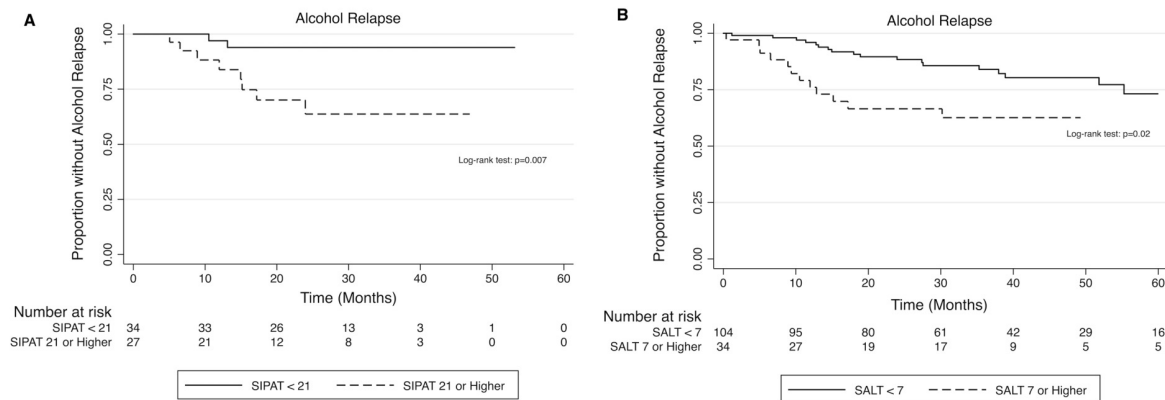 A
Alcohol Relapse
Proportion without Alcohol Relapse
1.00
0.75
0.50
0.25
0.00
Log-rank test: p=0.007
0 10 20 30 40 50 60
Time (Months)
Number at risk
SIPAT < 21 34 33 26 13 3 1 0
SIPAT 21 or Higher 27 21 12 8 3 0 0
SIPAT < 21 SIPAT 21 or Higher
B
Alcohol Relapse
Proportion without Alcohol Relapse
1.00
0.75
0.50
0.25
0.00
Log-rank test: p=0.02
0 10 20 30 40 50 60
Time (Months)
Number at risk
SALT < 7 104 95 80 61 42 29 16
SALT 7 or Higher 34 27 19 17 9 5 5
SALT < 7 SALT 7 or Higher